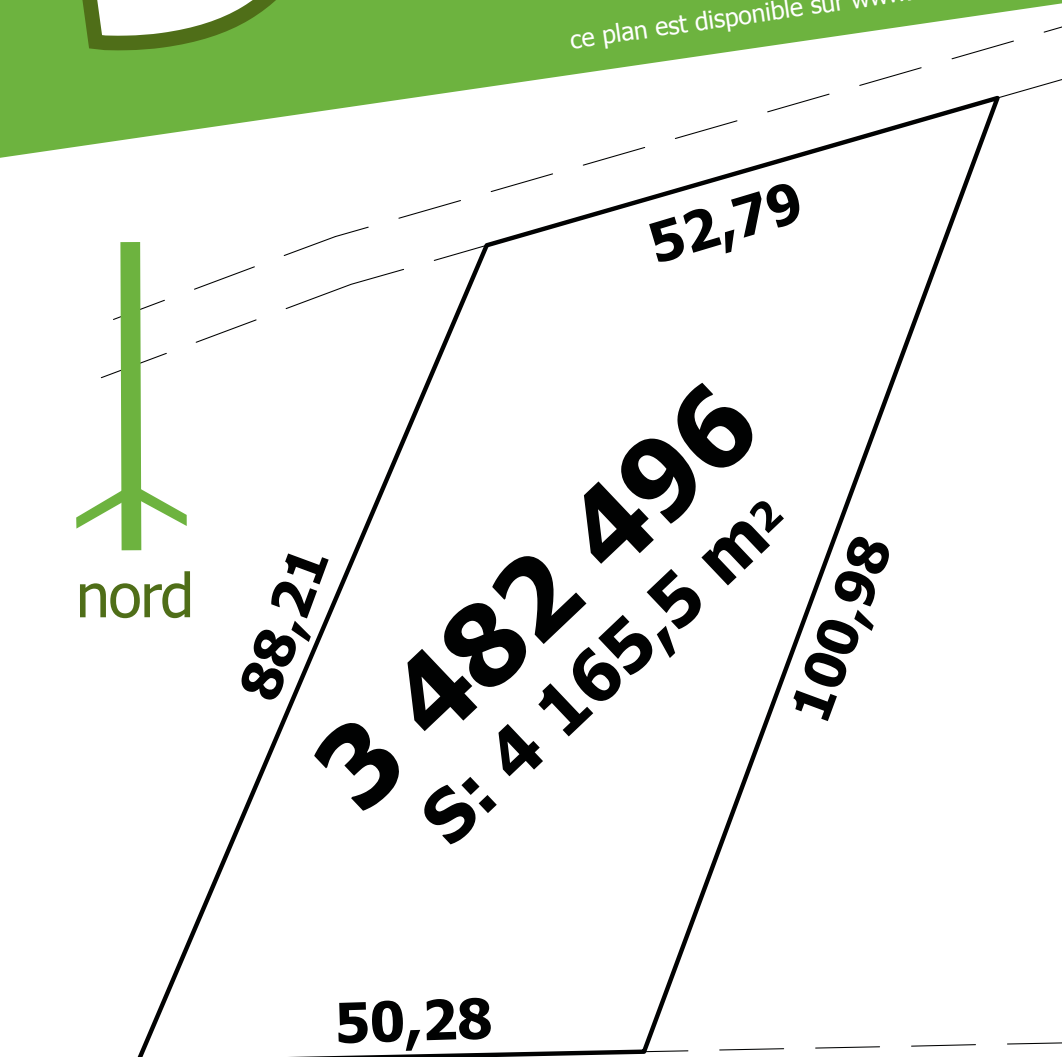 ce plan est disponible sur
52,79
nord
88,21
3 482 496
S: 4 165,5 m²
100,98
50,28